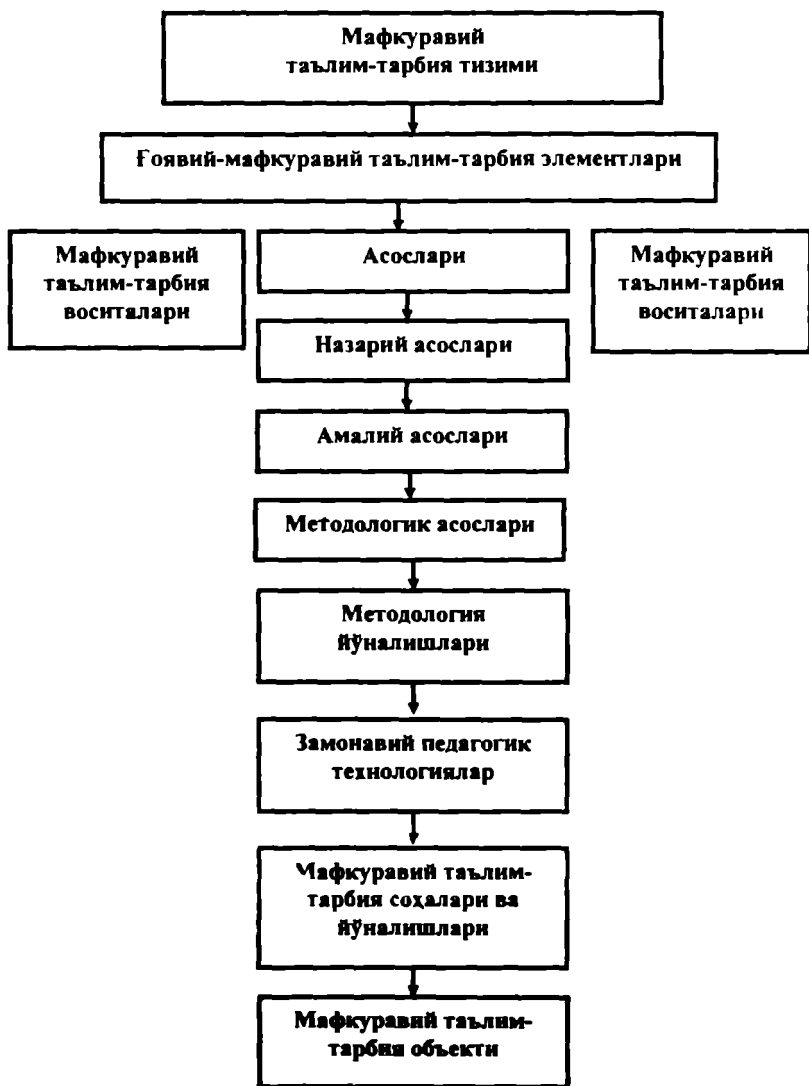 Мафкуравий
таълим-тарбия тизими
Ғоявий-мафкуравий таълим-тарбия элементлари
Мафкуравий
таълим-тарбия
воситалари
Асослари
Мафкуравий
таълим-тарбия
воситалари
Назарий асослари
Амалий асослари
Методологик асослари
Методология
йўналишлари
Замонавий педагогик
технологиялар
Мафкуравий таълим-
тарбия соҳалари ва
йўналишлари
Мафкуравий таълим-
тарбия объекти